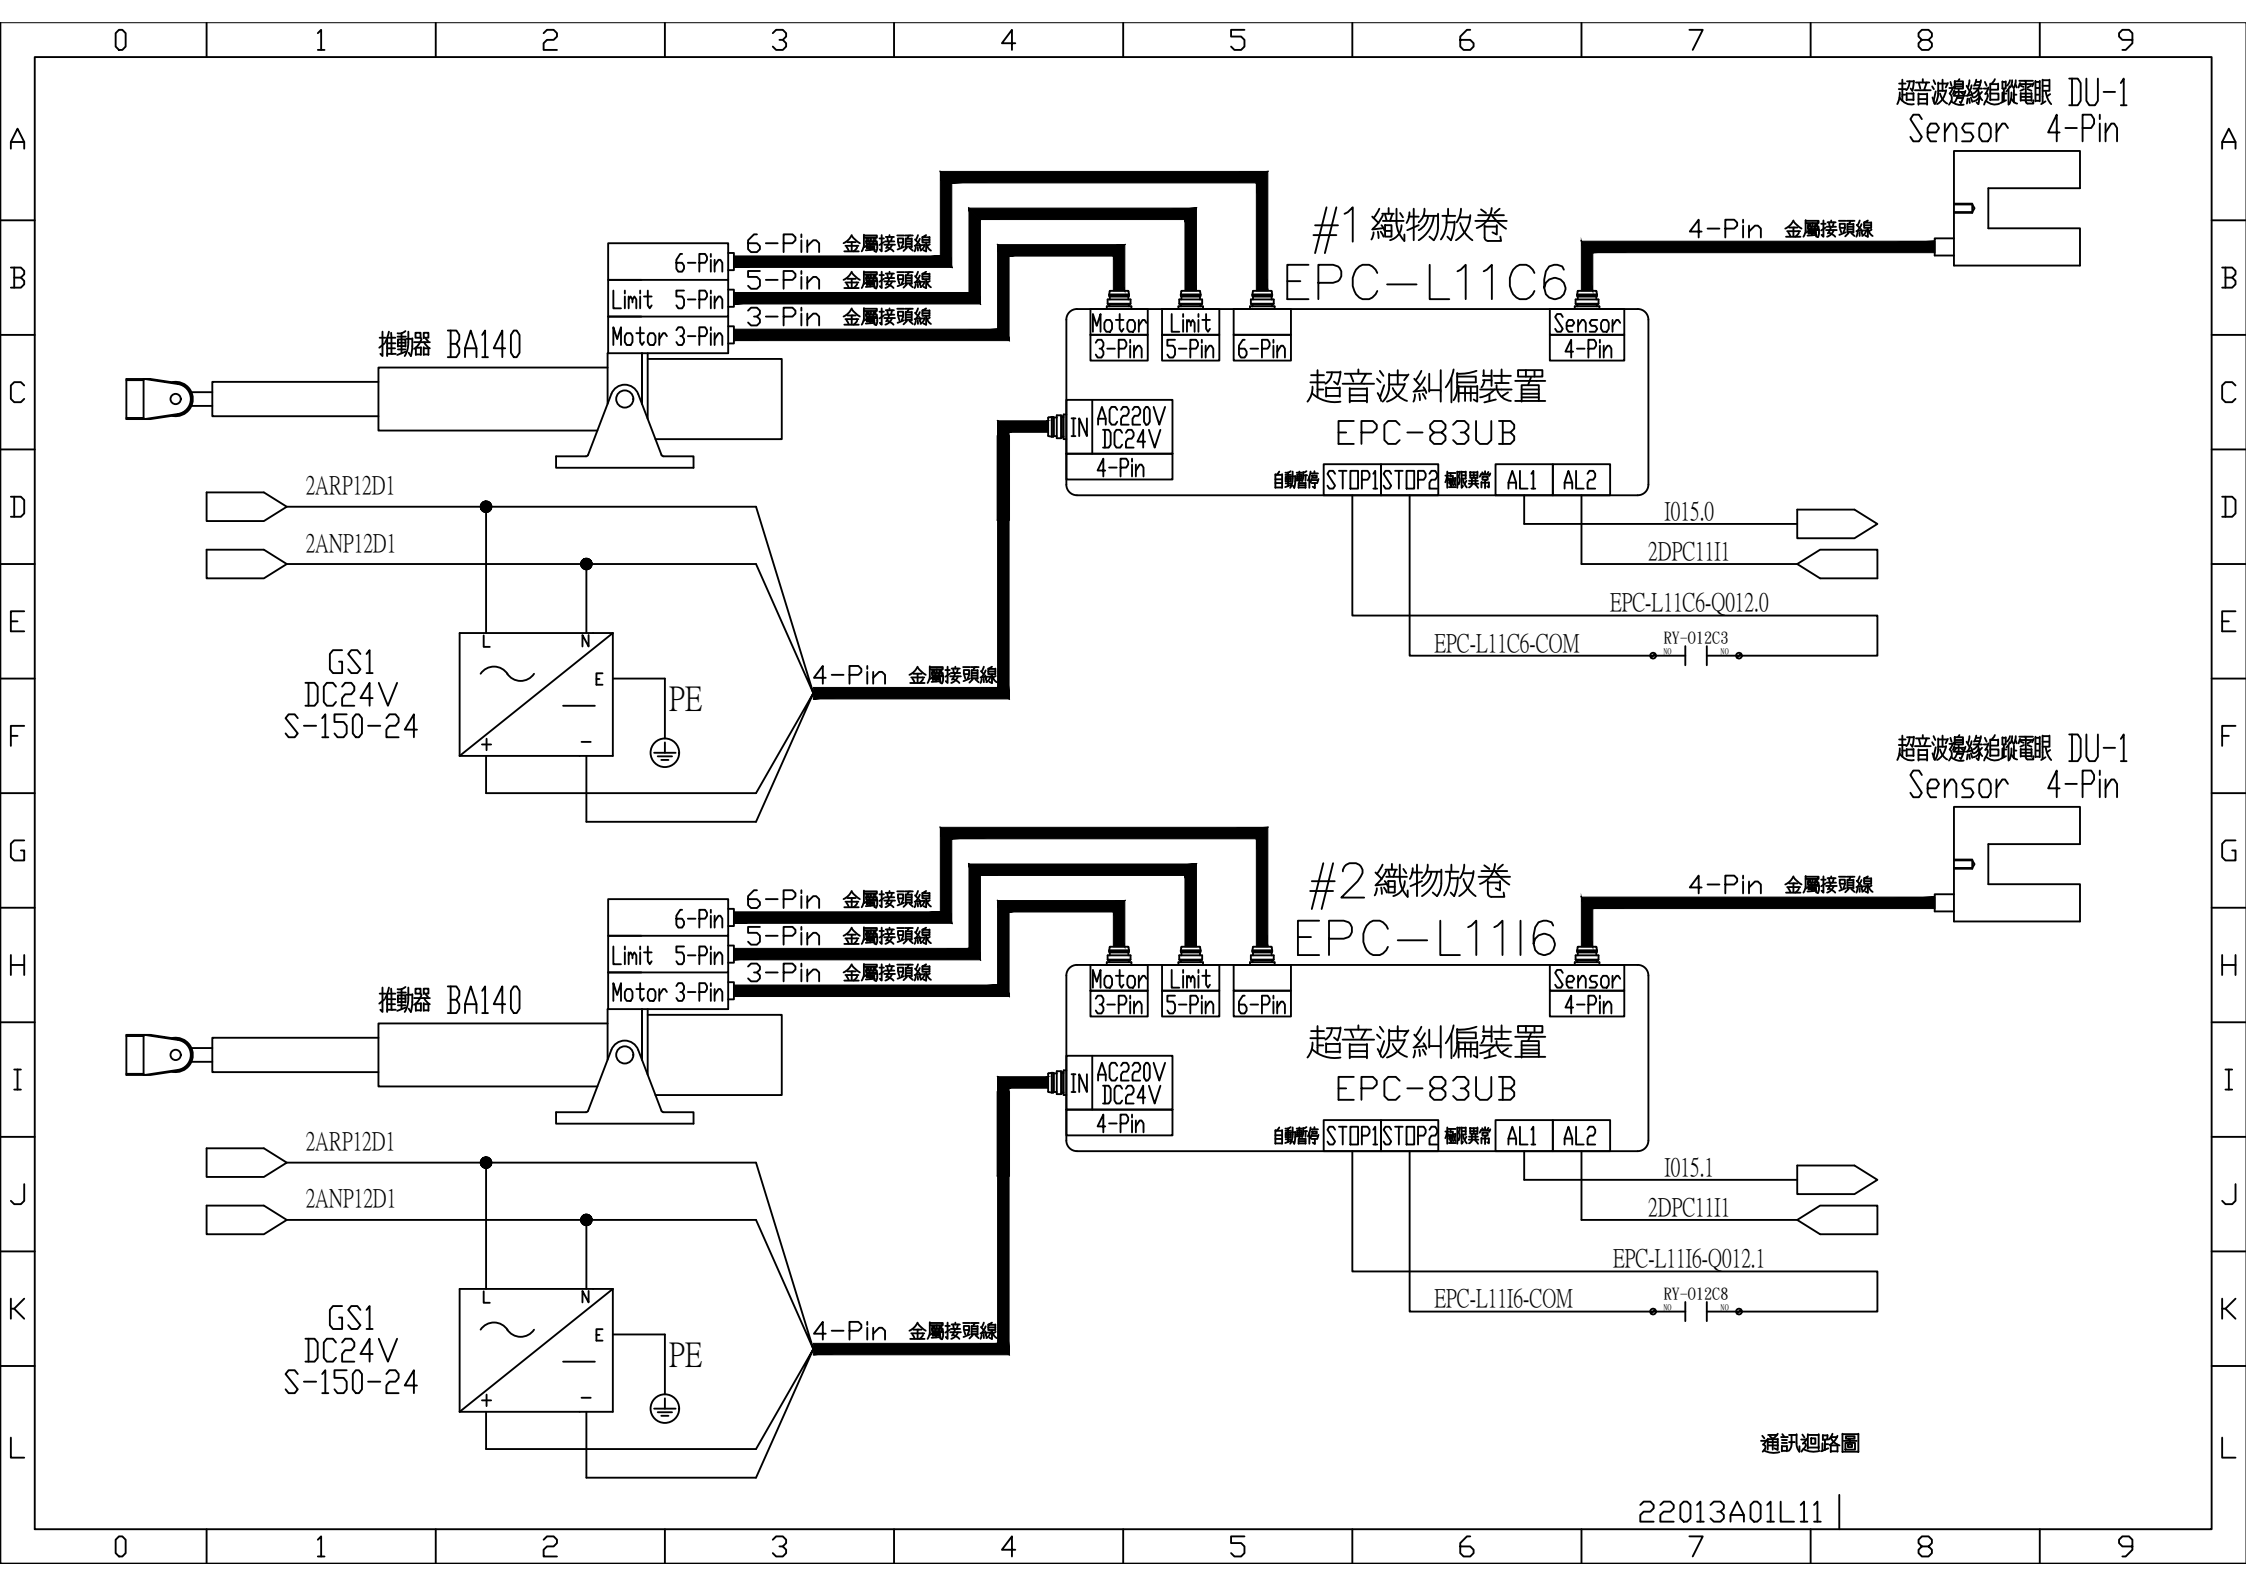 0 1 2 3 4 5 6 7 8 9
A
B
C
D
E
F
G
H
I
J
K
L
A
B
C
D
E
F
G
H
I
J
K
L
超音波邊緣追蹤電眼 DU-1
Sensor 4-Pin
#1 織物放卷
EPC-L11C6
4-Pin 金屬接頭線
6-Pin 金屬接頭線
5-Pin 金屬接頭線
3-Pin 金屬接頭線
6-Pin
Limit 5-Pin
Motor 3-Pin
推動器 BA140
Motor
3-Pin
Limit
5-Pin
6-Pin
Sensor
4-Pin
超音波糾偏裝置
EPC-83UB
IN
AC220V
DC24V
4-Pin
自動暫停 STOP1 STOP2 極限異常 AL1 AL2
2ARP12D1
2ANP12D1
I015.0
2DPC11I1
EPC-L11C6-Q012.0
EPC-L11C6-COM
RY-012C3
NO NO
GS1
DC24V
S-150-24
L N
E
+ -
PE
4-Pin 金屬接頭線
超音波邊緣追蹤電眼 DU-1
Sensor 4-Pin
#2 織物放卷
EPC-L11I6
4-Pin 金屬接頭線
6-Pin 金屬接頭線
5-Pin 金屬接頭線
3-Pin 金屬接頭線
6-Pin
Limit 5-Pin
Motor 3-Pin
推動器 BA140
Motor
3-Pin
Limit
5-Pin
6-Pin
Sensor
4-Pin
超音波糾偏裝置
EPC-83UB
IN
AC220V
DC24V
4-Pin
自動暫停 STOP1 STOP2 極限異常 AL1 AL2
2ARP12D1
2ANP12D1
I015.1
2DPC11I1
EPC-L11I6-Q012.1
EPC-L11I6-COM
RY-012C8
NO NO
GS1
DC24V
S-150-24
L N
E
+ -
PE
4-Pin 金屬接頭線
通訊迴路圖
22013A01L11
0 1 2 3 4 5 6 7 8 9